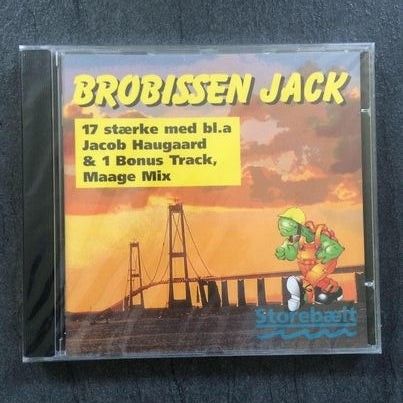 BROBISSEN JACK
17 stærke med bl.a
Jacob Haugaard
& 1 Bonus Track,
Maage Mix
Storebælt